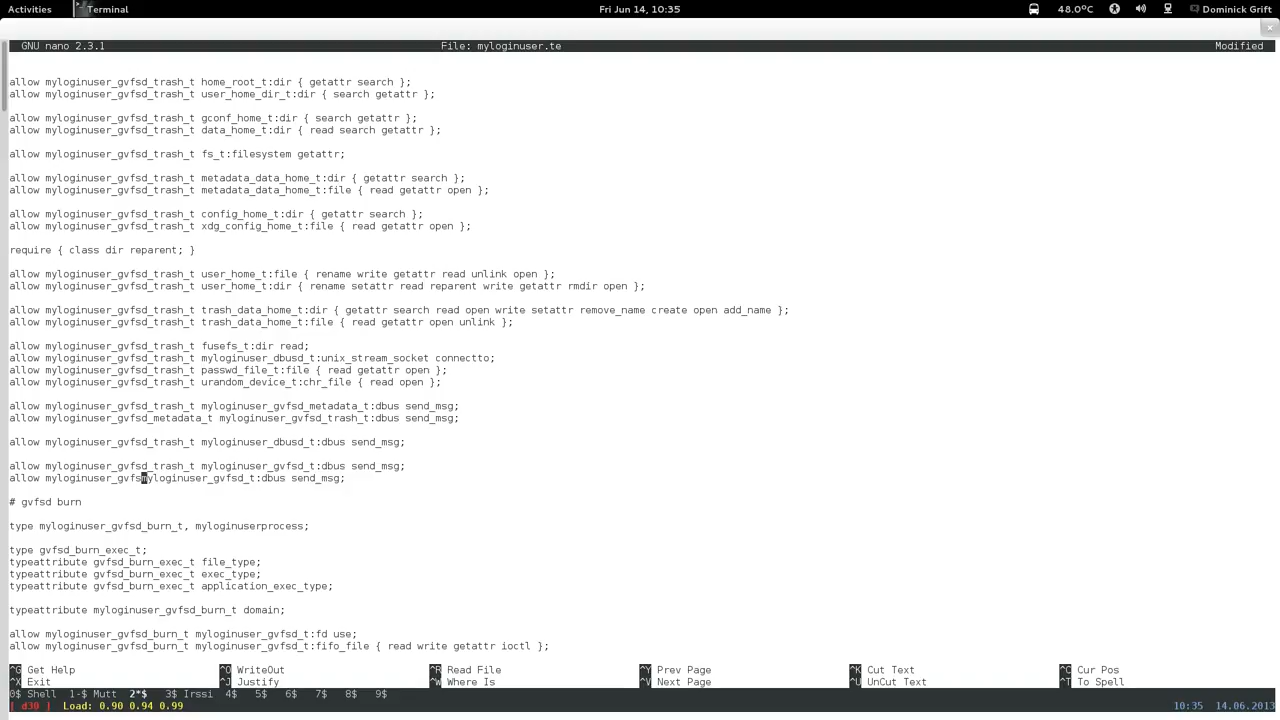 Activities Terminal Fri Jun 14, 10:35 48.0°C Dominick Grift
GNU nano 2.3.1 File: myloginuser.te Modified
allow myloginuser_gvfsd_trash_t home_root_t:dir { getattr search };
allow myloginuser_gvfsd_trash_t user_home_dir_t:dir { search getattr };
allow myloginuser_gvfsd_trash_t gconf_home_t:dir { search getattr };
allow myloginuser_gvfsd_trash_t data_home_t:dir { read search getattr };
allow myloginuser_gvfsd_trash_t fs_t:filesystem getattr;
allow myloginuser_gvfsd_trash_t metadata_data_home_t:dir { getattr search };
allow myloginuser_gvfsd_trash_t metadata_data_home_t:file { read getattr open };
allow myloginuser_gvfsd_trash_t config_home_t:dir { getattr search };
allow myloginuser_gvfsd_trash_t xdg_config_home_t:file { read getattr open };
require { class dir reparent; }
allow myloginuser_gvfsd_trash_t user_home_t:file { rename write getattr read unlink open };
allow myloginuser_gvfsd_trash_t user_home_t:dir { rename setattr read reparent write getattr rmdir open };
allow myloginuser_gvfsd_trash_t trash_data_home_t:dir { getattr search read open write setattr remove_name create open add_name };
allow myloginuser_gvfsd_trash_t trash_data_home_t:file { read getattr open unlink };
allow myloginuser_gvfsd_trash_t fusefs_t:dir read;
allow myloginuser_gvfsd_trash_t myloginuser_dbusd_t:unix_stream_socket connectto;
allow myloginuser_gvfsd_trash_t passwd_file_t:file { read getattr open };
allow myloginuser_gvfsd_trash_t urandom_device_t:chr_file { read open };
allow myloginuser_gvfsd_trash_t myloginuser_gvfsd_metadata_t:dbus send_msg;
allow myloginuser_gvfsd_metadata_t myloginuser_gvfsd_trash_t:dbus send_msg;
allow myloginuser_gvfsd_trash_t myloginuser_dbusd_t:dbus send_msg;
allow myloginuser_gvfsd_trash_t myloginuser_gvfsd_t:dbus send_msg;
allow myloginuser_gvfsmyloginuser_gvfsd_t:dbus send_msg;
# gvfsd burn
type myloginuser_gvfsd_burn_t, myloginuserprocess;
type gvfsd_burn_exec_t;
typeattribute gvfsd_burn_exec_t file_type;
typeattribute gvfsd_burn_exec_t exec_type;
typeattribute gvfsd_burn_exec_t application_exec_type;
typeattribute myloginuser_gvfsd_burn_t domain;
allow myloginuser_gvfsd_burn_t myloginuser_gvfsd_t:fd use;
allow myloginuser_gvfsd_burn_t myloginuser_gvfsd_t:fifo_file { read write getattr ioctl };
^G Get Help ^O WriteOut ^R Read File ^Y Prev Page ^K Cut Text ^C Cur Pos
^X Exit ^J Justify ^W Where Is ^V Next Page ^U UnCut Text ^T To Spell
0$ Shell 1-$ Mutt 2*$ 3$ Irssi 4$ 5$ 6$ 7$ 8$ 9$
[ d30 ] Load: 0.90 0.94 0.99 10:35 14.06.2013